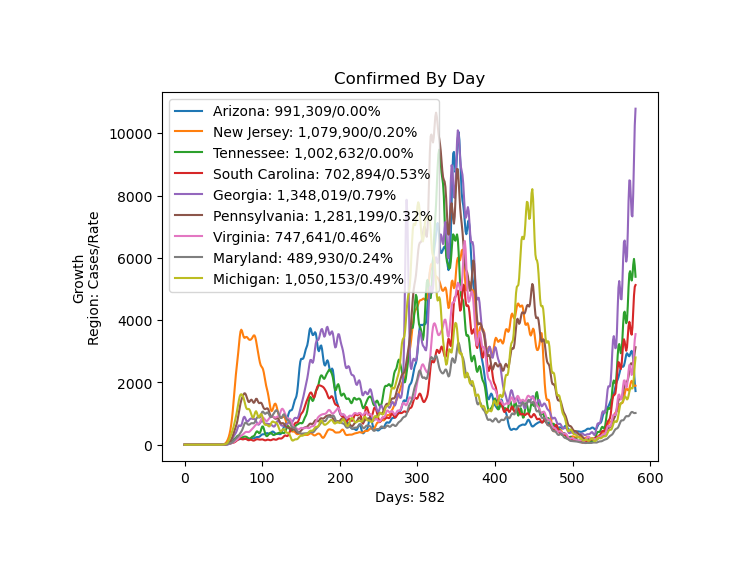 Confirmed By Day
Growth
Region: Cases/Rate
10000
8000
6000
4000
2000
0
Arizona: 991,309/0.00%
New Jersey: 1,079,900/0.20%
Tennessee: 1,002,632/0.00%
South Carolina: 702,894/0.53%
Georgia: 1,348,019/0.79%
Pennsylvania: 1,281,199/0.32%
Virginia: 747,641/0.46%
Maryland: 489,930/0.24%
Michigan: 1,050,153/0.49%
0 100 200 300 400 500 600
Days: 582